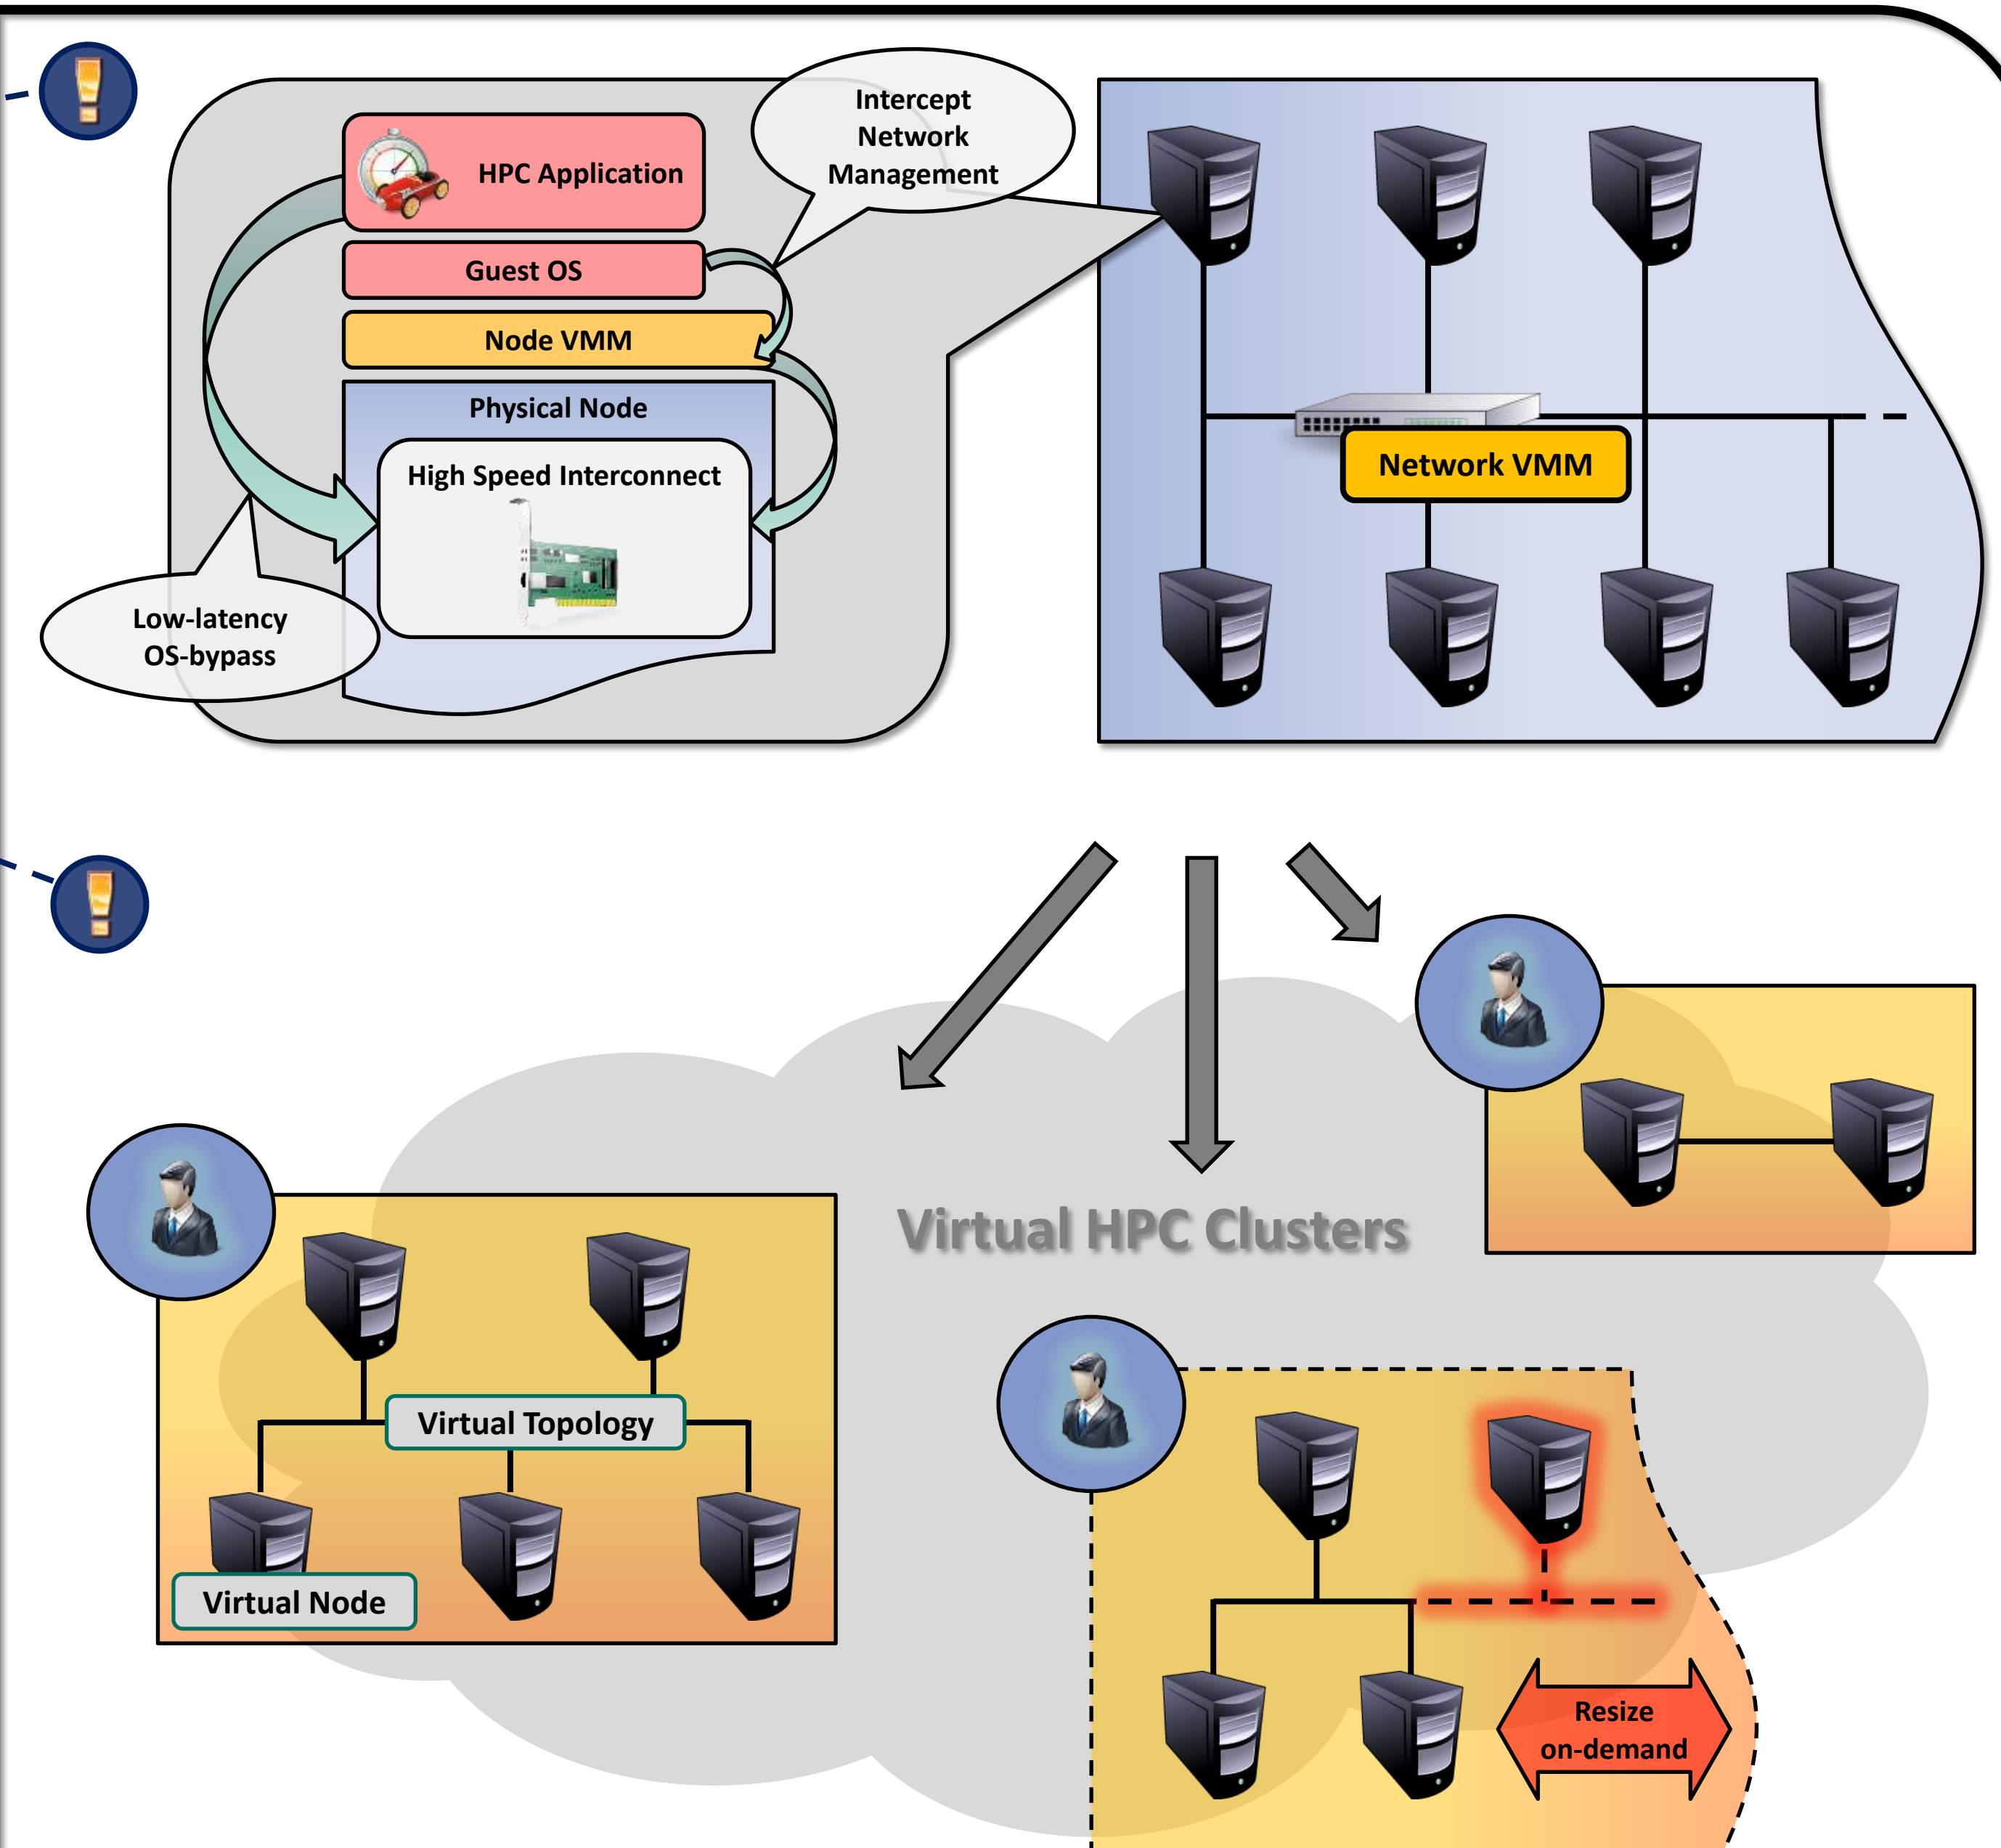 Intercept
Network
Management
HPC Application
Guest OS
Node VMM
Physical Node
High Speed Interconnect
Low-latency
OS-bypass
Network VMM
Virtual HPC Clusters
Virtual Topology
Virtual Node
Resize
on-demand